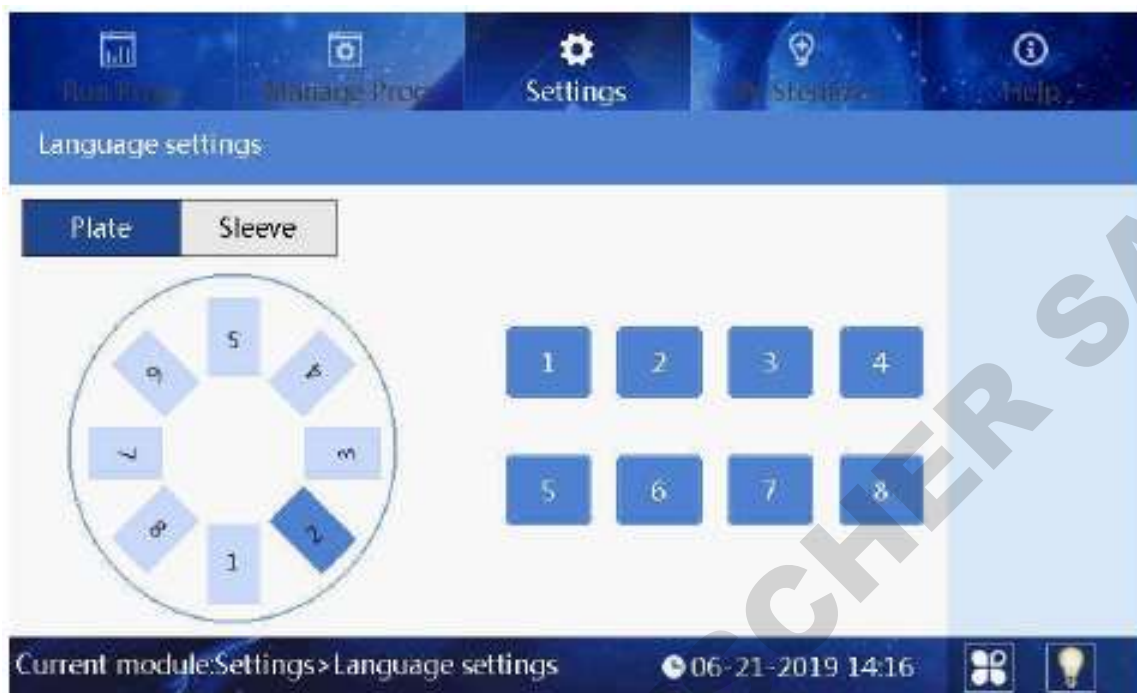 Settings
Help
Language settings
Plate Sleeve
5
6 4
7 3
8 2
1
1 2 3 4
5 6 7 8
Current module:Settings>Language settings 06-21-2019 14:16